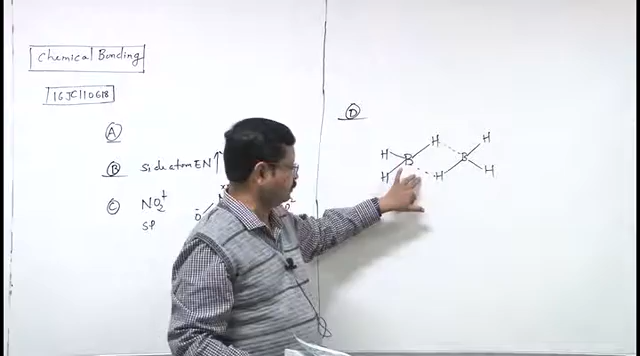 Chemical Bonding
16JC110618
A
B Side atom EN ↑
C NO₂⁺
SP
D
H H H
B B
H H H